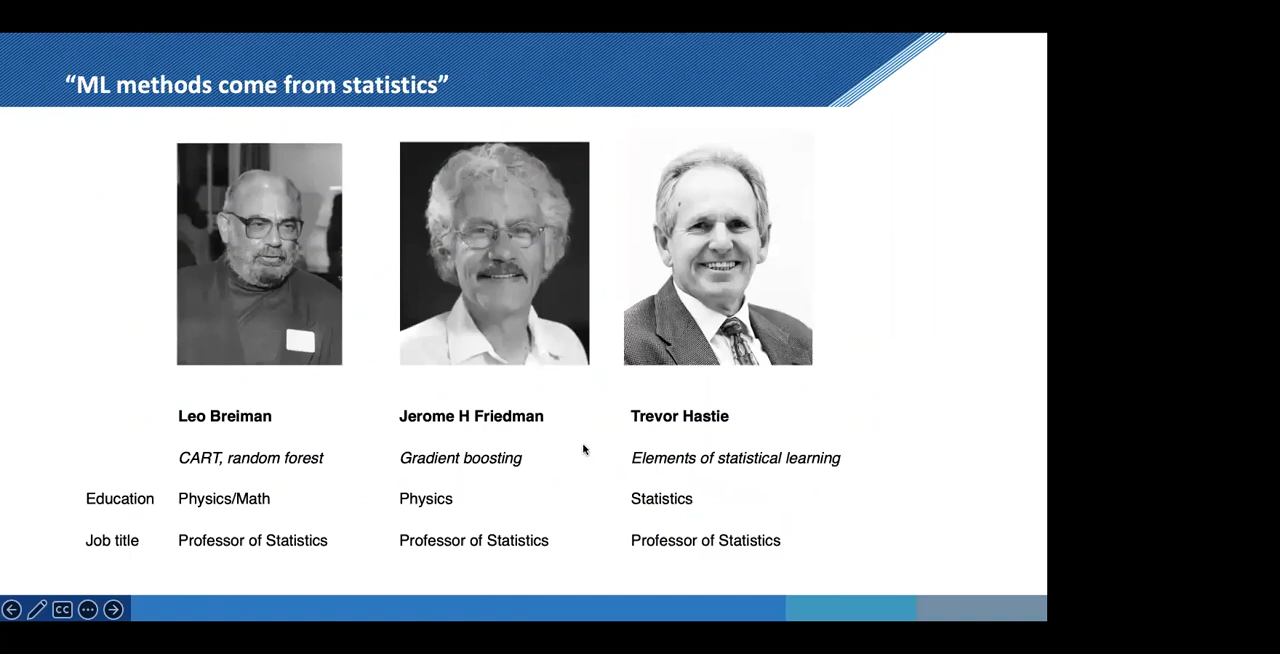 “ML methods come from statistics”
Leo Breiman Jerome H Friedman Trevor Hastie
CART, random forest Gradient boosting Elements of statistical learning
Education Physics/Math Physics Statistics
Job title Professor of Statistics Professor of Statistics Professor of Statistics
CC